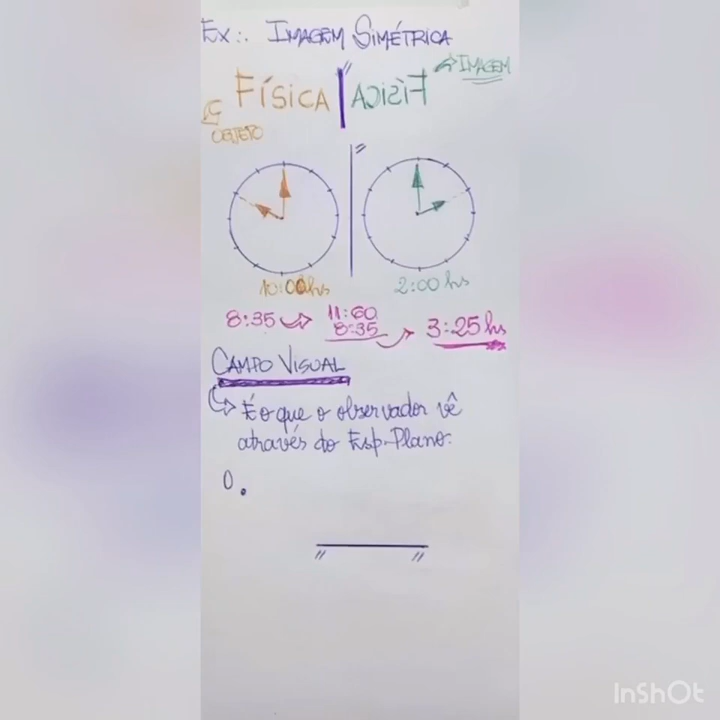 Ex:. IMAGEM SIMÉTRICA
FÍSICA FÍSICA
IMAGEM
OBJETO
10:00hs 2:00 hs
8:35 11:60 3:25 hs
8:35
CAMPO VISUAL
É o que o observador vê
através do Esp. Plano.
O.
InShOt